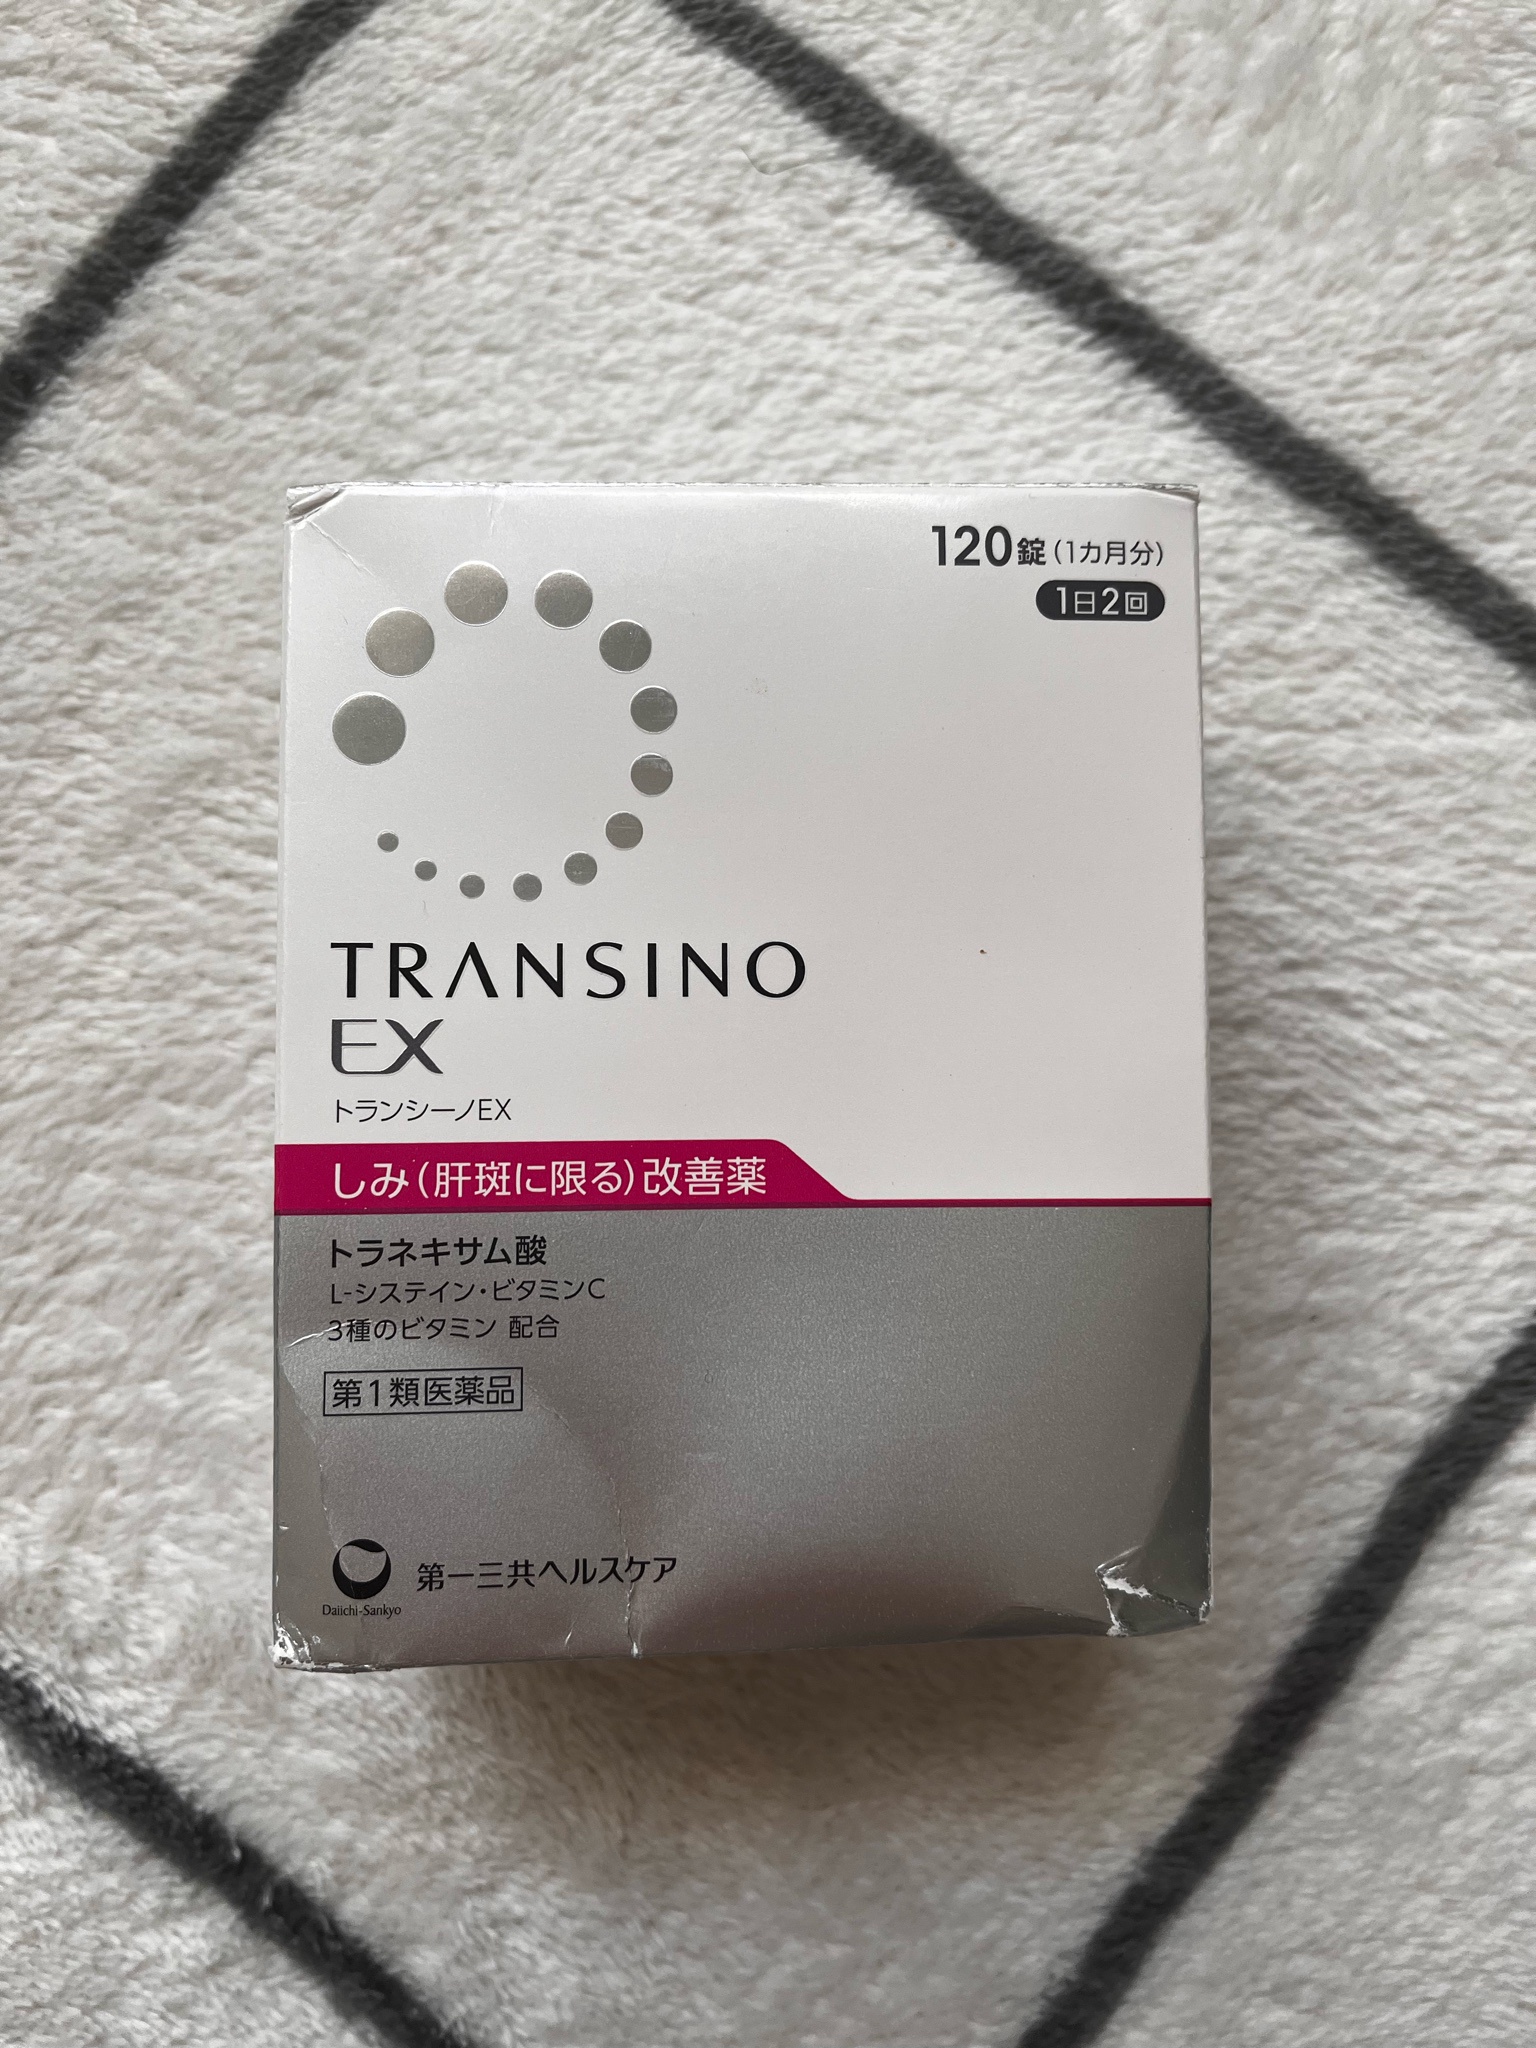 120錠(1カ月分)
1日2回
TRANSINO
EX
トランシーノEX
しみ(肝斑に限る)改善薬
トラネキサム酸
L-システイン・ビタミンC
3種のビタミン 配合
第1類医薬品
第一三共ヘルスケア
Daiichi-Sankyo